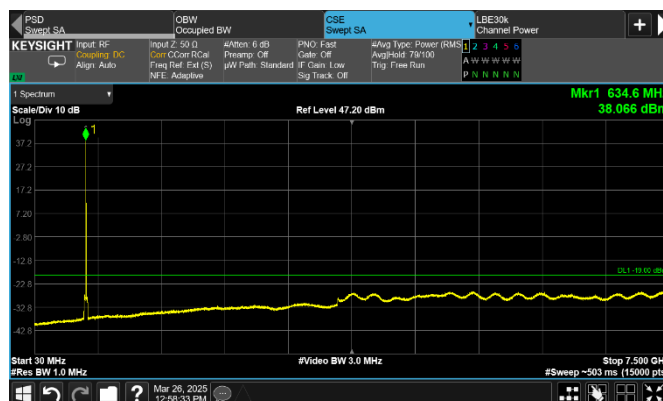 PSD
Swept SA
OBW
Occupied BW
CSE
Swept SA
LBE30k
Channel Power
+
KEYSIGHT
Input: RF
Coupling: DC
Align: Auto
Input Z: 50 Ω
Corr CCorr RCal
Freq Ref: Ext (S)
NFE: Adaptive
#Atten: 6 dB
Preamp: Off
µW Path: Standard
PNO: Fast
Gate: Off
IF Gain: Low
Sig Track: Off
#Avg Type: Power (RMS
Avg|Hold: 79/100
Trig: Free Run
1 2 3 4 5 6
A W W W W W
P N N N N N
LXI
1 Spectrum
Scale/Div 10 dB
Log
Ref Level 47.20 dBm
Mkr1 634.6 MH
38.066 dBm
1
37.2
27.2
17.2
7.20
-2.80
-12.8
-22.8
-32.8
-42.8
DL1 -19.00 dBm
Start 30 MHz
#Res BW 1.0 MHz
#Video BW 3.0 MHz
Stop 7.500 GH
#Sweep ~503 ms (15000 pts
?
Mar 26, 2025
12:58:33 PM